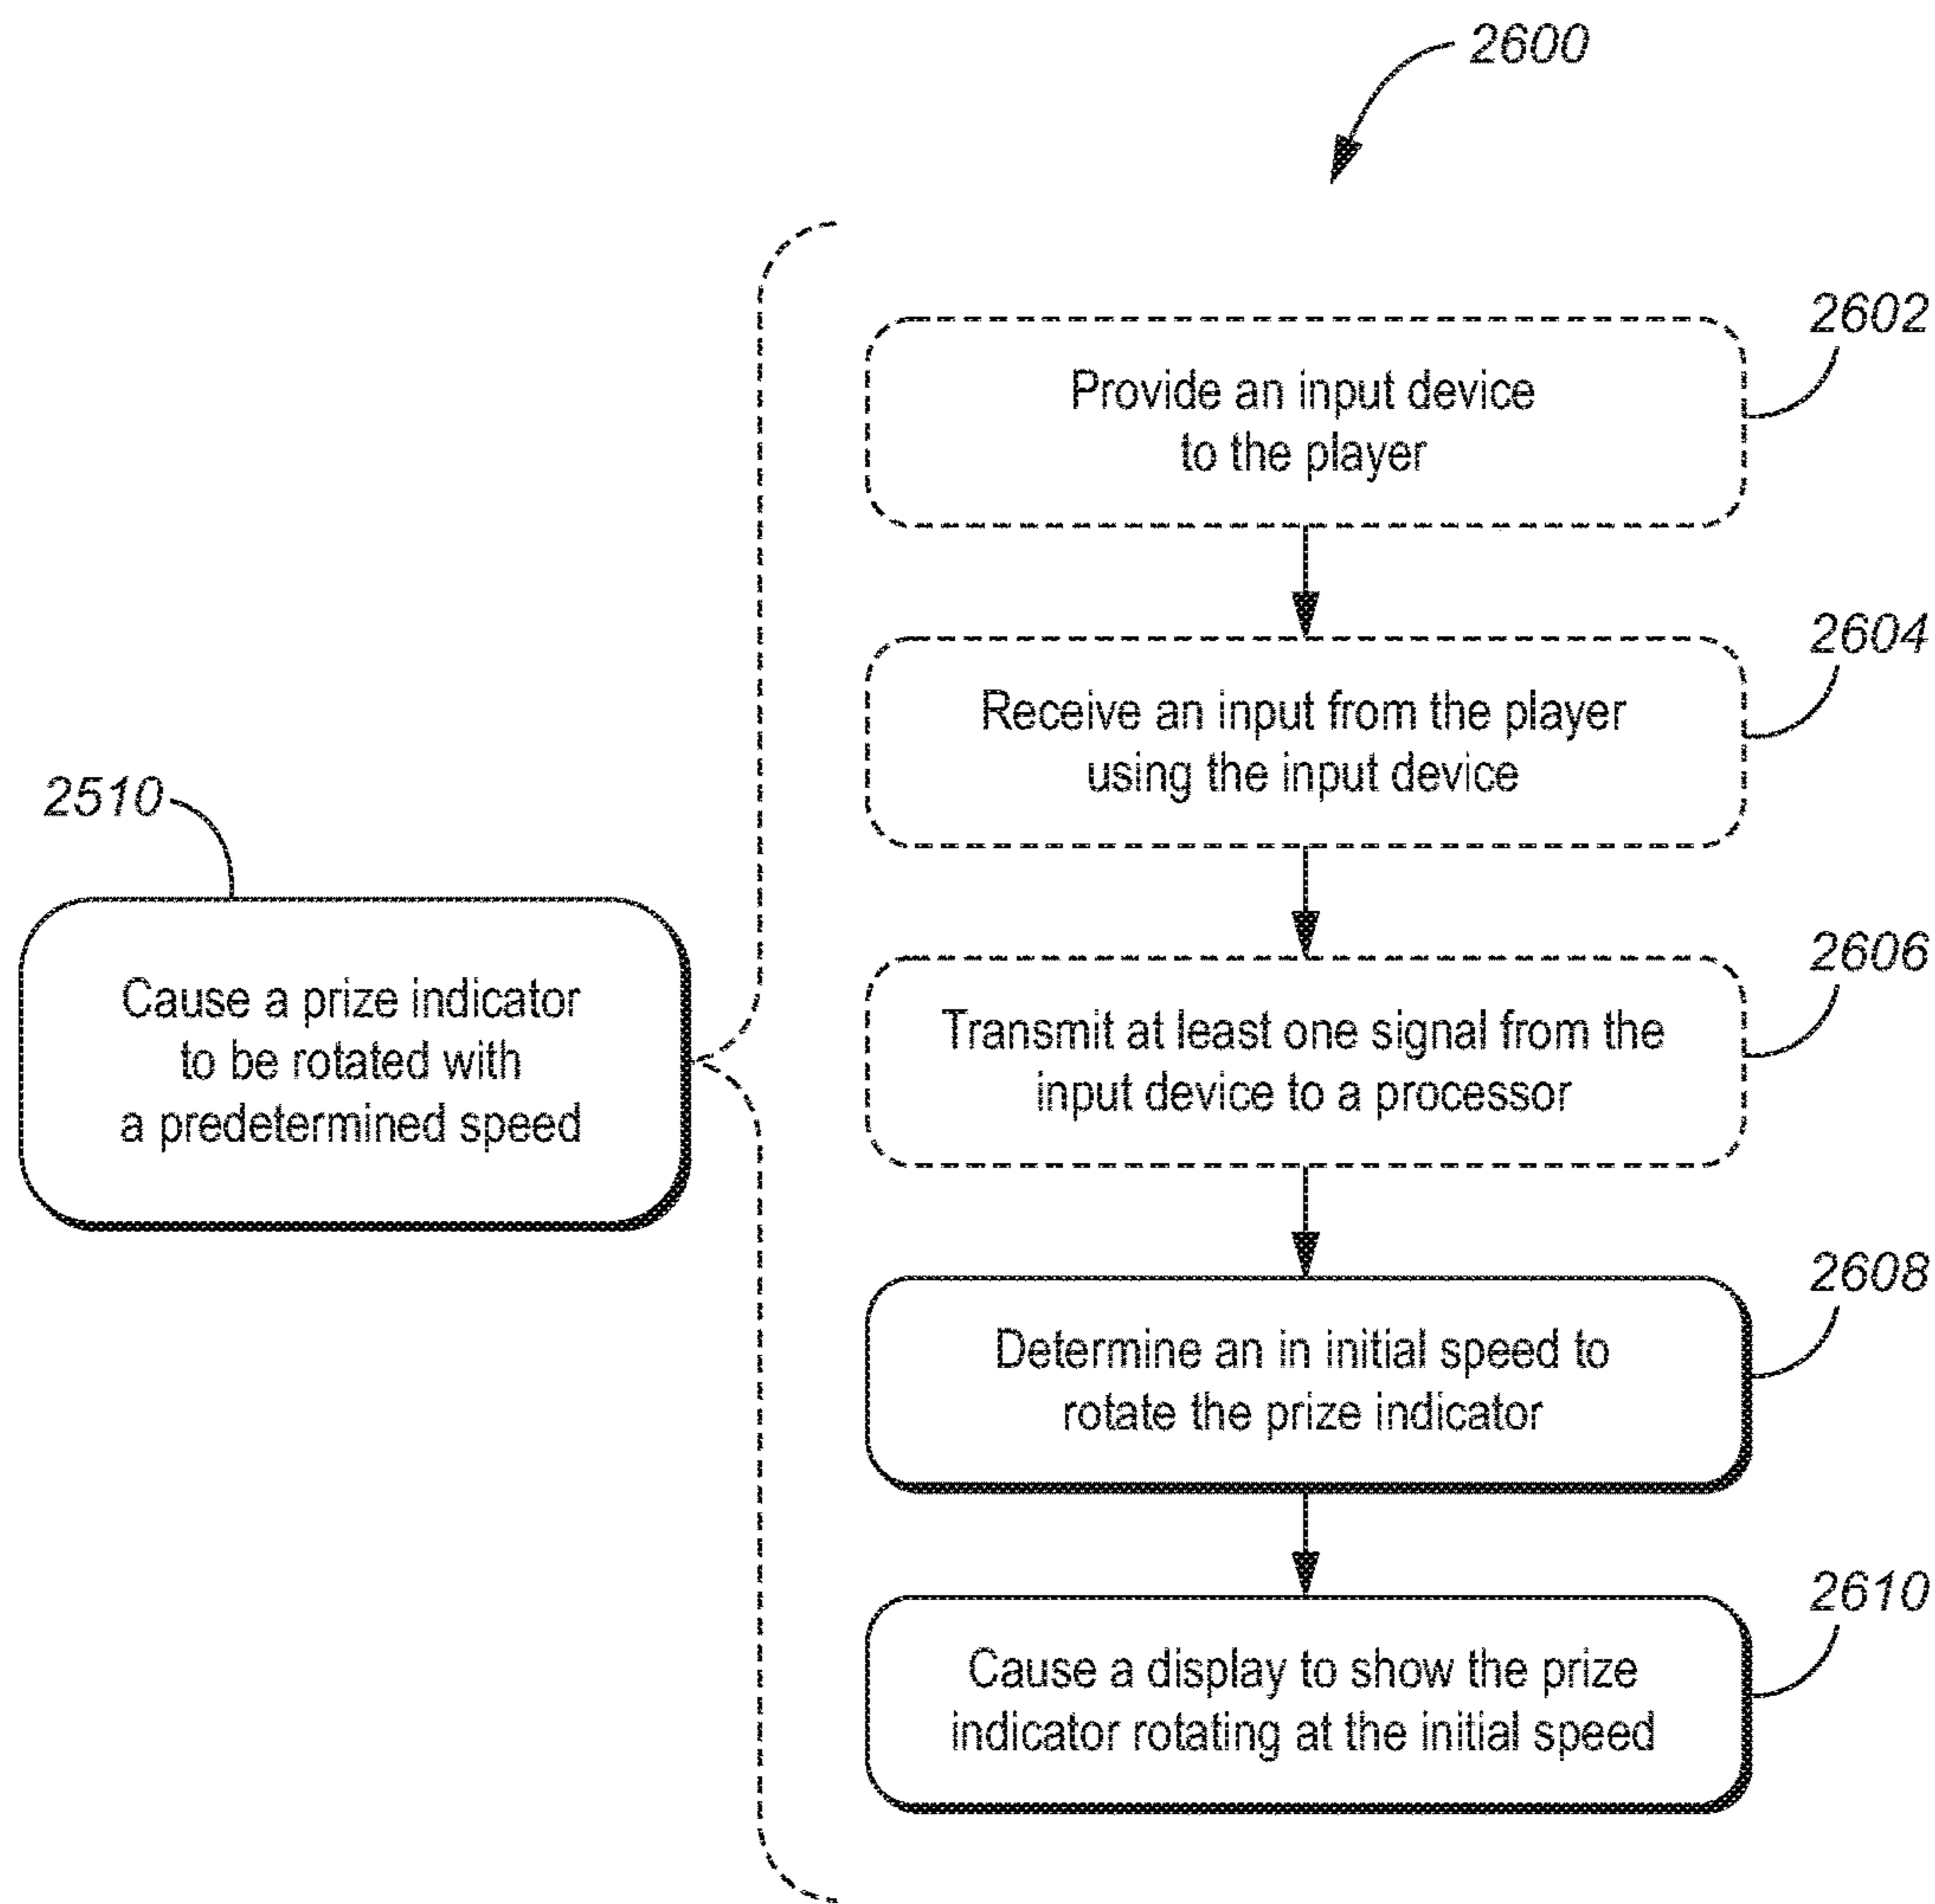 2600
2602
Provide an input device
to the player
2604
Receive an input from the player
using the input device
2510
Cause a prize indicator
to be rotated with
a predetermined speed
2606
Transmit at least one signal from the
input device to a processor
2608
Determine an in initial speed to
rotate the prize indicator
2610
Cause a display to show the prize
indicator rotating at the initial speed